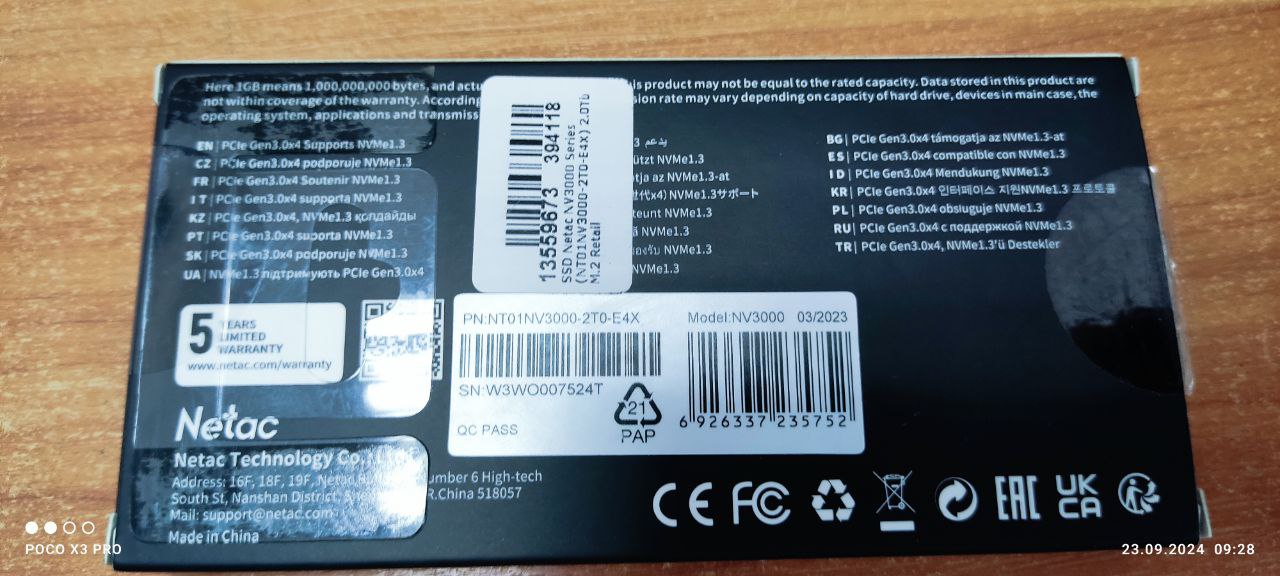 Here 1GB means 1,000,000,000 bytes, and actu
this product may not be equal to the rated capacity. Data stored in this product are
not within coverage of the warranty. According
sion rate may vary depending on capacity of hard drive, devices in main case, the
operating system, applications and transmiss
EN | PCIe Gen3.0x4 Supports NVMe1.3
CZ | PCIe Gen3.0x4 podporuje NVMe1.3
FR | PCIe Gen3.0x4 Soutenir NVMe1.3
IT | PCIe Gen3.0x4 supporta NVMe1.3
KZ | PCIe Gen3.0x4, NVMe1.3 қолдайды
PT | PCIe Gen3.0x4 suporta NVMe1.3
SK | PCIe Gen3.0x4 podporuje NVMe1.3
UA | NVMe1.3 підтримують PCIe Gen3.0x4
13559673 394118
SSD Netac NV3000 Series
(NT01NV3000-2T0-E4X) 2.0Tb
M.2 Retail
3 يدعم
ützt NVMe1.3
tja az NVMe1.3-at
世代x4) NVMe1.3サポート
teunt NVMe1.3
ă NVMe1.3
องรับ NVMe1.3
NVMe1.3
BG | PCIe Gen3.0x4 támogatja az NVMe1.3-at
ES | PCIe Gen3.0x4 compatible con NVMe1.3
ID | PCIe Gen3.0x4 Mendukung NVMe1.3
KR | PCIe Gen3.0x4 인터페이스 지원NVMe1.3 프로토콜
PL | PCIe Gen3.0x4 obsługuje NVMe1.3
RU | PCIe Gen3.0x4 с поддержкой NVMe1.3
TR | PCIe Gen3.0x4, NVMe1.3'ü Destekler
5 YEARS
LIMITED
WARRANTY
www.netac.com/warranty
PN:NT01NV3000-2T0-E4X
Model:NV3000 03/2023
SN:W3WO007524T
QC PASS
21
PAP
6 926337 235752
Netac
Netac Technology Co., Ltd
Address: 16F, 18F, 19F, Netac
umber 6 High-tech
South St, Nanshan District, Shen
R.China 518057
Mail: support@netac.com
Made in China
CE FC EAC UK
CA
POCO X3 PRO
23.09.2024 09:28